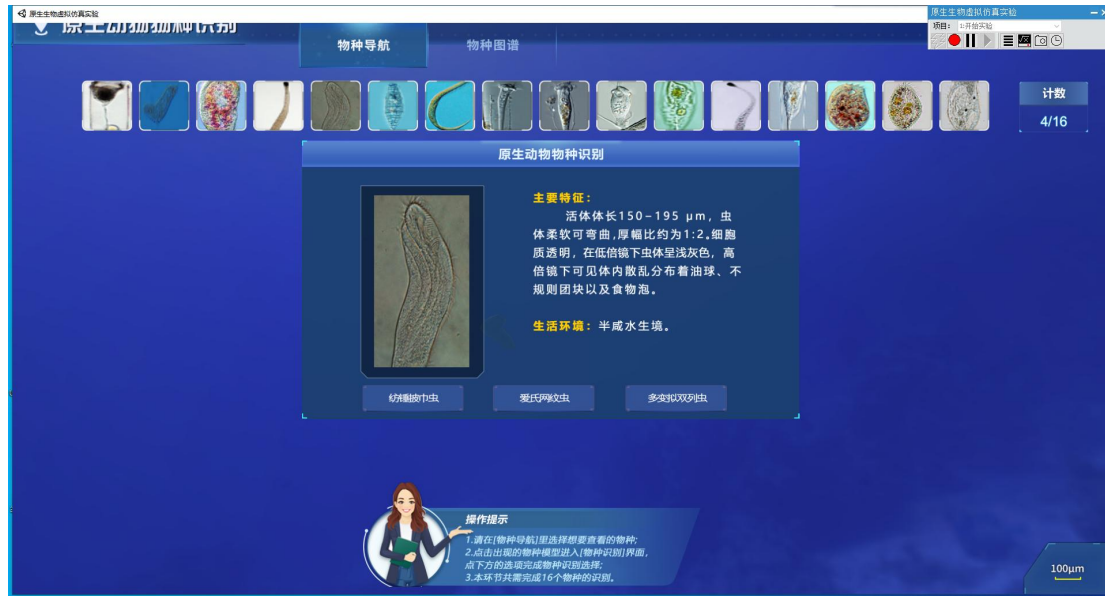 原生生物虚拟仿真实验
原生动物物种识别
物种导航
物种图谱
原生生物虚拟仿真实验
项目：
1:开始实验
计数
4/16
原生动物物种识别
主要特征：
活体体长150-195 μm，虫
体柔软可弯曲,厚幅比约为1:2。细胞
质透明，在低倍镜下虫体呈浅灰色，高
倍镜下可见体内散乱分布着油球、不
规则团块以及食物泡。
生活环境：半咸水生境。
纺锤披巾虫
爱氏网纹虫
多变拟双列虫
操作提示
1.请在[物种导航]里选择想要查看的物种;
2.点击出现的物种模型进入[物种识别]界面，
点下方的选项完成物种识别选择;
3.本环节共需完成16个物种的识别。
100μm